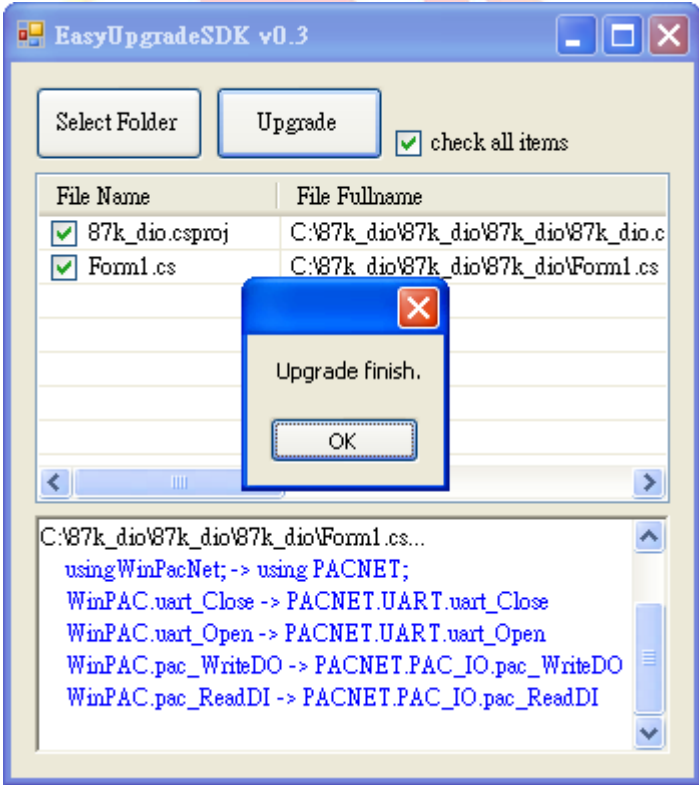 EasyUpgradeSDK v0.3
Select Folder
Upgrade
check all items
File Name
File Fullname
87k_dio.csproj
C:\87k_dio\87k_dio\87k_dio\87k_dio.c
Form1.cs
C:\87k_dio\87k_dio\87k_dio\Form1.cs
Upgrade finish.
OK
C:\87k_dio\87k_dio\87k_dio\Form1.cs...
usingWinPacNet; -> using PACNET;
WinPAC.uart_Close -> PACNET.UART.uart_Close
WinPAC.uart_Open -> PACNET.UART.uart_Open
WinPAC.pac_WriteDO -> PACNET.PAC_IO.pac_WriteDO
WinPAC.pac_ReadDI -> PACNET.PAC_IO.pac_ReadDI